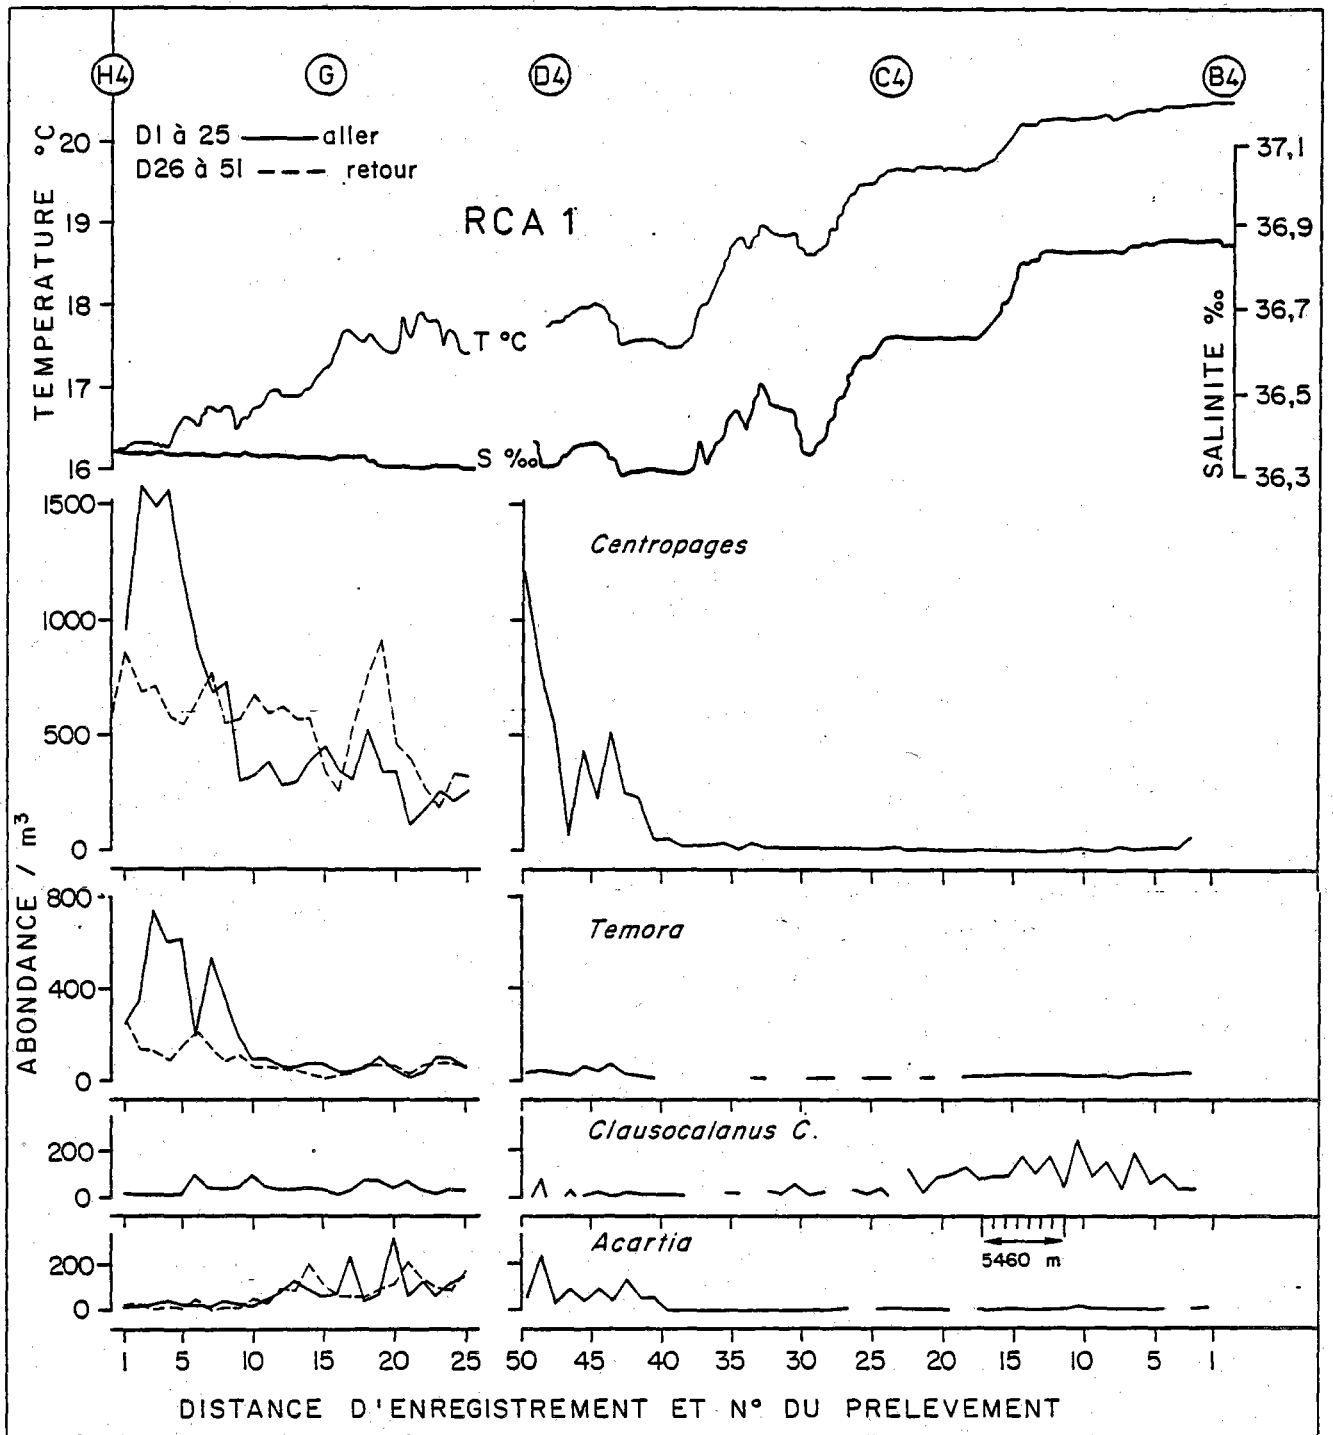 H4 G D4 C4 B4
TEMPERATURE °C
20
19
18
17
16
D1 à 25 aller
D26 à 51 retour
RCA 1
T °C
S ‰
37,1
36,9
36,7
36,5
36,3
SALINITE ‰
ABONDANCE / m³
1500
1000
500
0
Centropages
800
400
0
Temora
200
0
Clausocalanus C.
200
0
Acartia
5460 m
1 5 10 15 20 25 50 45 40 35 30 25 20 15 10 5 1
DISTANCE D'ENREGISTREMENT ET N° DU PRELEVEMENT